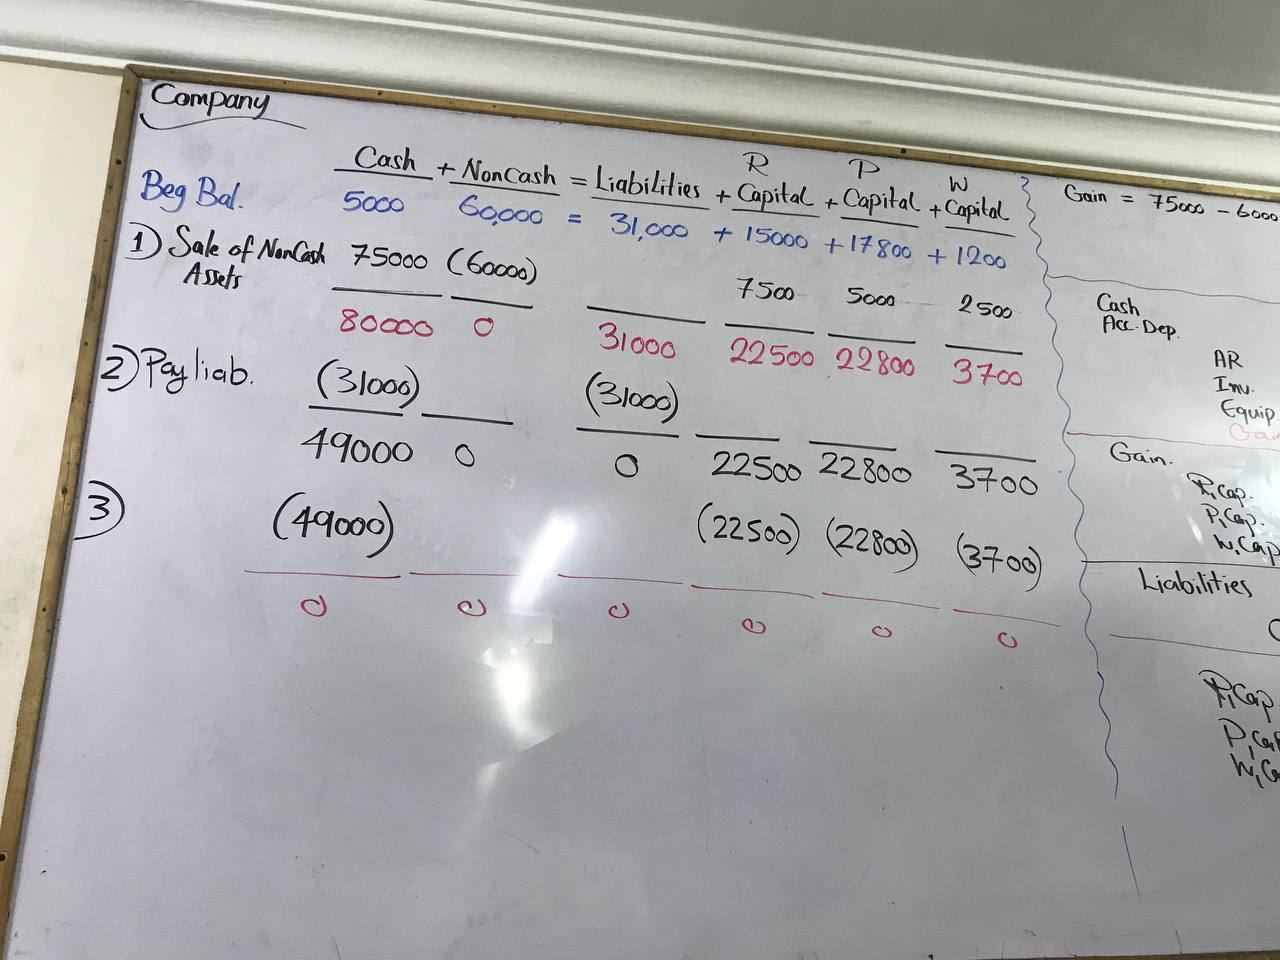 Company
R P W
Cash + NonCash = Liabilities + Capital + Capital + Capital
Beg Bal. 5000 60,000 = 31,000 + 15000 + 17800 + 1200
1) Sale of NonCash 75000 (60000) 7500 5000 2500
Assets
80000 0 31000 22500 22800 3700
2) Pay liab. (31000) (31000)
49000 0 0 22500 22800 3700
3) (49000) (22500) (22800) (3700)
0 0 0 0 0 0
Gain = 75000 - 6000
Cash
Acc. Dep.
AR
Inv.
Equip.
Gain.
R, Cap.
P, Cap.
W, Cap
Liabilities
R, Cap.
P, Cap
W, Ca